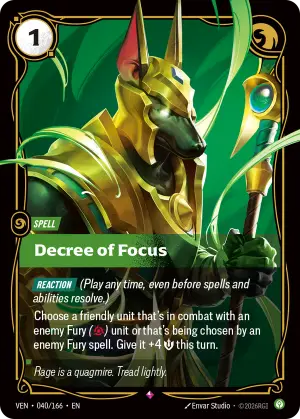 1
SPELL
Decree of Focus
REACTION (Play any time, even before spells and
abilities resolve.)
Choose a friendly unit that's in combat with an
enemy Fury () unit or that's being chosen by an
enemy Fury spell. Give it +4 this turn.
Rage is a quagmire. Tread lightly.
VEN • 040/166 • EN
Envar Studio ©2026RGI